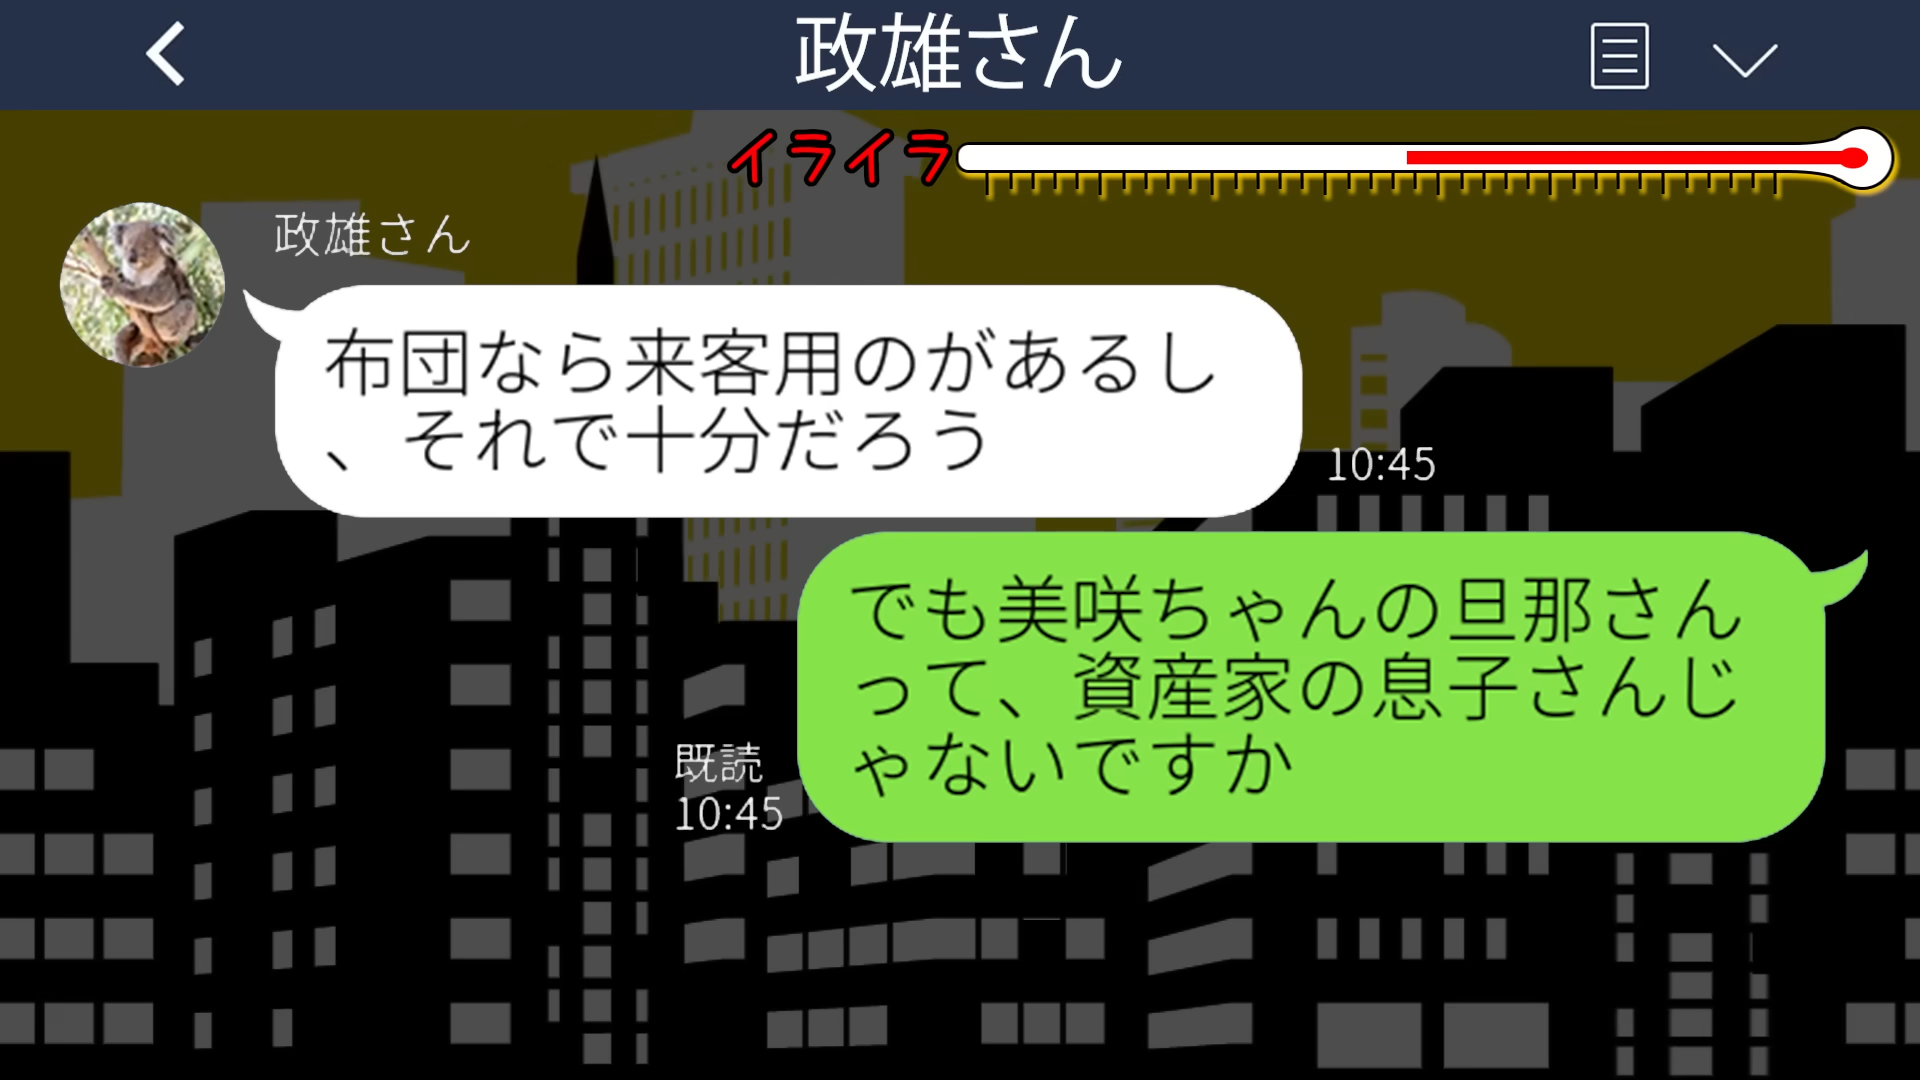 政雄さん
イライラ
政雄さん
布団なら来客用のがあるし
、それで十分だろう
10:45
でも美咲ちゃんの旦那さん
って、資産家の息子さんじ
ゃないですか
既読
10:45